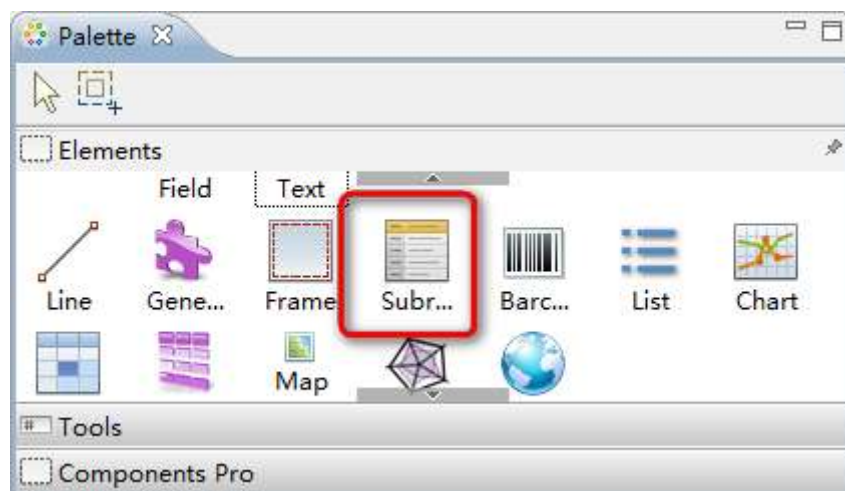 Palette
Elements
Field Text
Line Gene... Frame Subr... Barc... List Chart
Map
# Tools
Components Pro